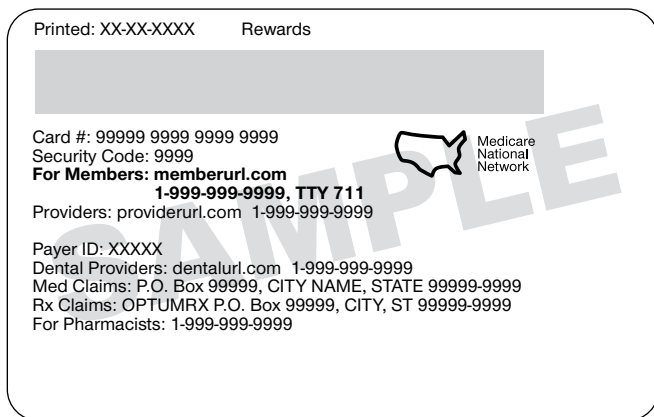 Printed: XX-XX-XXXX Rewards
Card #: 99999 9999 9999 9999
Security Code: 9999
For Members: memberurl.com
1-999-999-9999, TTY 711
Providers: providerurl.com 1-999-999-9999
Medicare
National
Network
Payer ID: XXXXX
Dental Providers: dentalurl.com 1-999-999-9999
Med Claims: P.O. Box 99999, CITY NAME, STATE 99999-9999
Rx Claims: OPTUMRX P.O. Box 99999, CITY, ST 99999-9999
For Pharmacists: 1-999-999-9999
SAMPLE